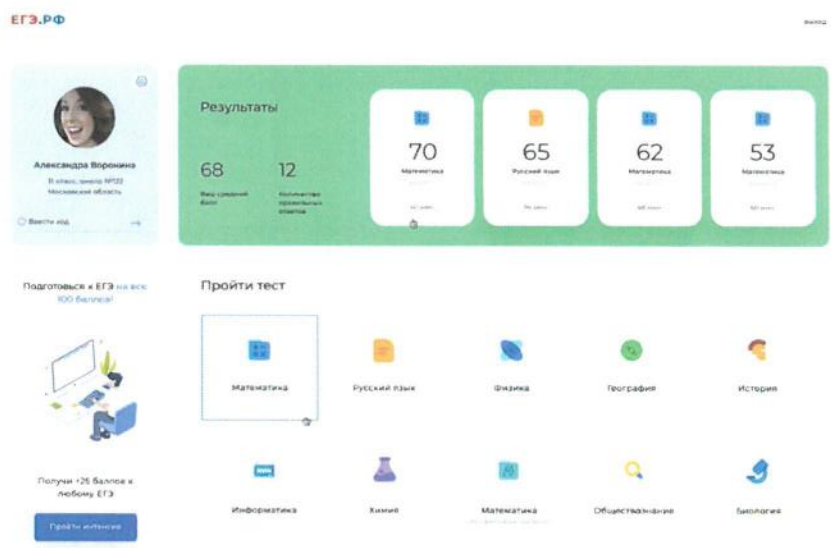 ЕГЭ.РФ
выход
Александра Воронина
11 класс, школа №122
Московская область
Ввести код
Результаты
68
Ваш средний
балл
12
Количество
правильных
ответов
70
Математика
65
Русский язык
62
Математика
53
Математика
Подготовься к ЕГЭ на все
100 баллов!
Получи +25 баллов к
любому ЕГЭ
Пройти интенсив
Пройти тест
Математика
Русский язык
Физика
География
История
Информатика
Химия
Математика
Обществознание
Биология